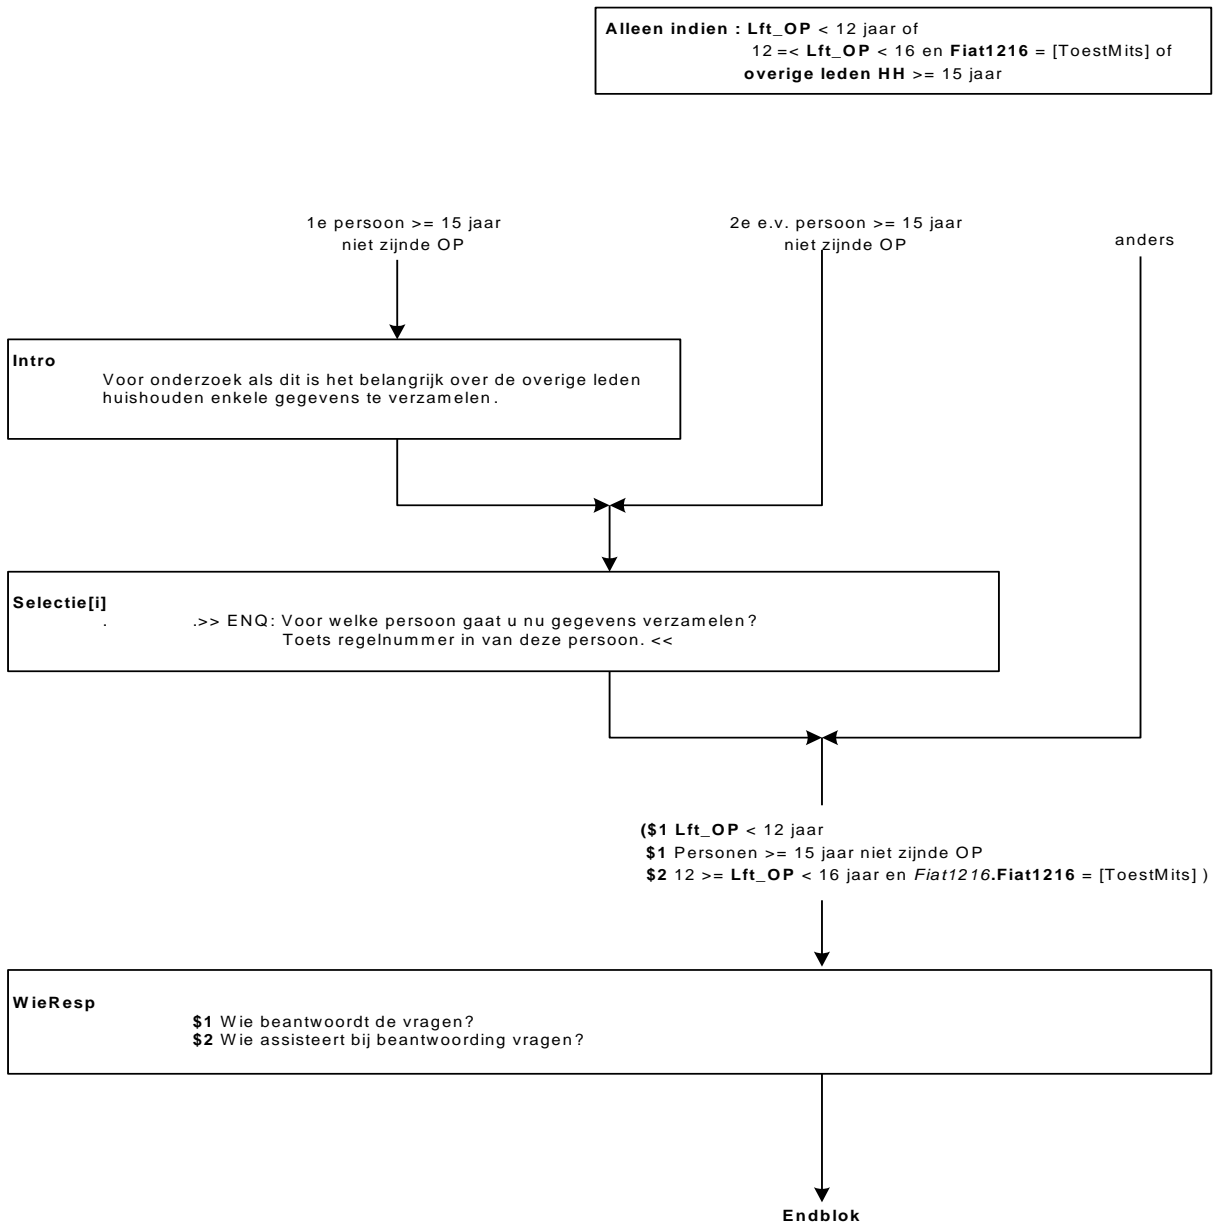 Alleen indien : Lft_OP < 12 jaar of
12 =< Lft_OP < 16 en Fiat1216 = [ToestMits] of
overige leden HH >= 15 jaar
1e persoon >= 15 jaar
niet zijnde OP
2e e.v. persoon >= 15 jaar
niet zijnde OP
anders
Intro
Voor onderzoek als dit is het belangrijk over de overige leden
huishouden enkele gegevens te verzamelen.
Selectie[i]
. .>> ENQ: Voor welke persoon gaat u nu gegevens verzamelen?
Toets regelnummer in van deze persoon. <<
($1 Lft_OP < 12 jaar
$1 Personen >= 15 jaar niet zijnde OP
$2 12 >= Lft_OP < 16 jaar en Fiat1216.Fiat1216 = [ToestMits] )
WieResp
$1 Wie beantwoordt de vragen?
$2 Wie assisteert bij beantwoording vragen?
Endblok